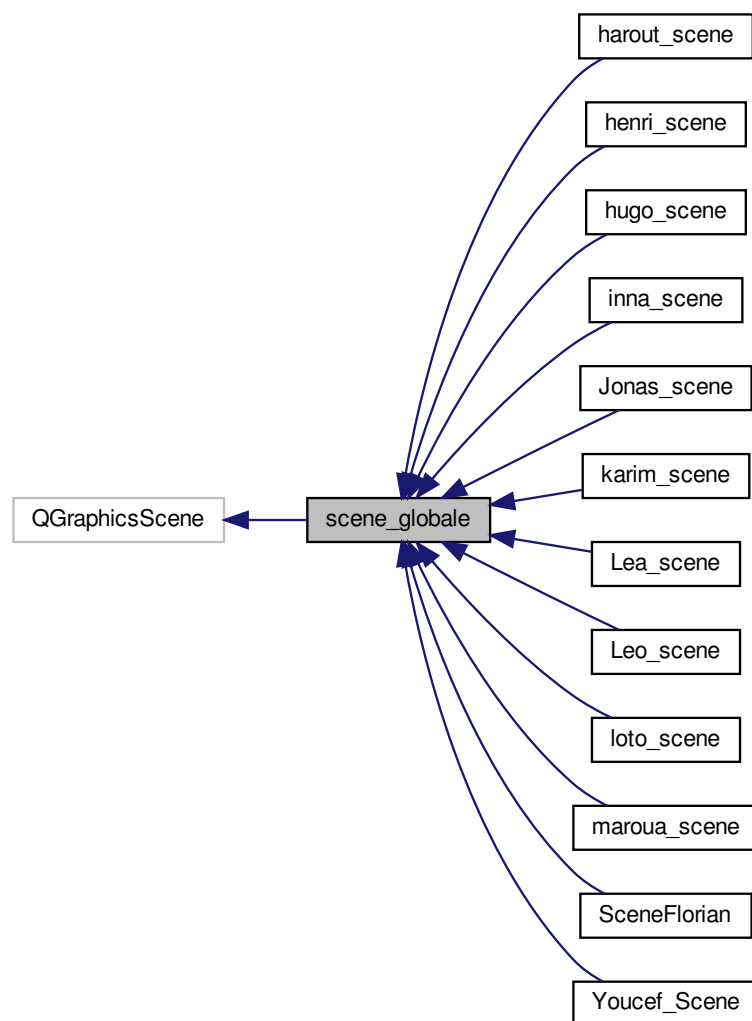 harout_scene
henri_scene
hugo_scene
inna_scene
Jonas_scene
karim_scene
QGraphicsScene
scene_globale
Lea_scene
Leo_scene
loto_scene
maroua_scene
SceneFlorian
Youcef_Scene